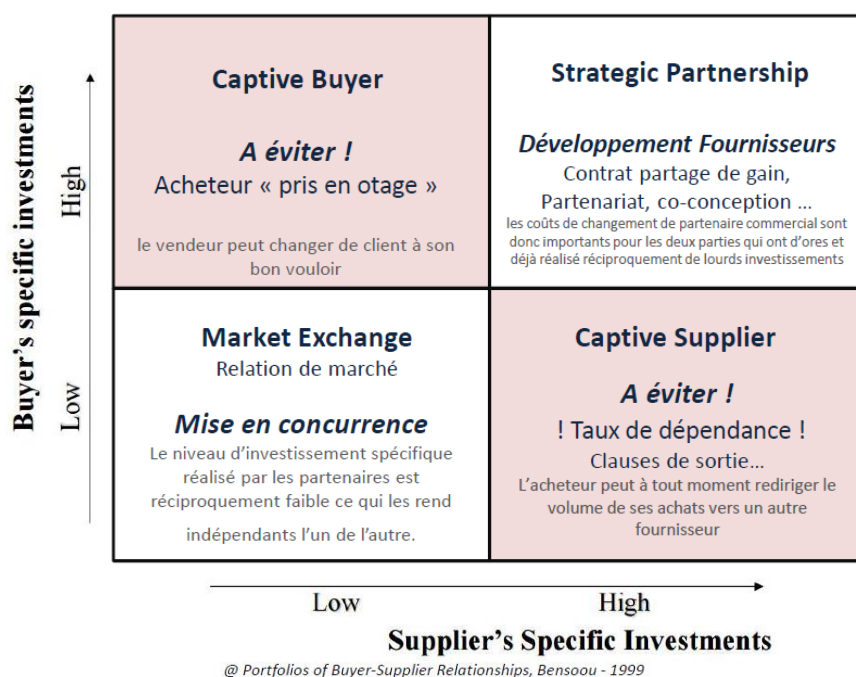 Buyer's specific investments
High
Low
Captive Buyer
A éviter !
Acheteur « pris en otage »
le vendeur peut changer de client à son
bon vouloir
Strategic Partnership
Développement Fournisseurs
Contrat partage de gain,
Partenariat, co-conception …
les coûts de changement de partenaire commercial sont
donc importants pour les deux parties qui ont d'ores et
déjà réalisé réciproquement de lourds investissements
Market Exchange
Relation de marché
Mise en concurrence
Le niveau d'investissement spécifique
réalisé par les partenaires est
réciproquement faible ce qui les rend
indépendants l'un de l'autre.
Captive Supplier
A éviter !
! Taux de dépendance !
Clauses de sortie…
L'acheteur peut à tout moment rediriger le
volume de ses achats vers un autre
fournisseur
Low
High
Supplier's Specific Investments
@ Portfolios of Buyer-Supplier Relationships, Bensoou - 1999